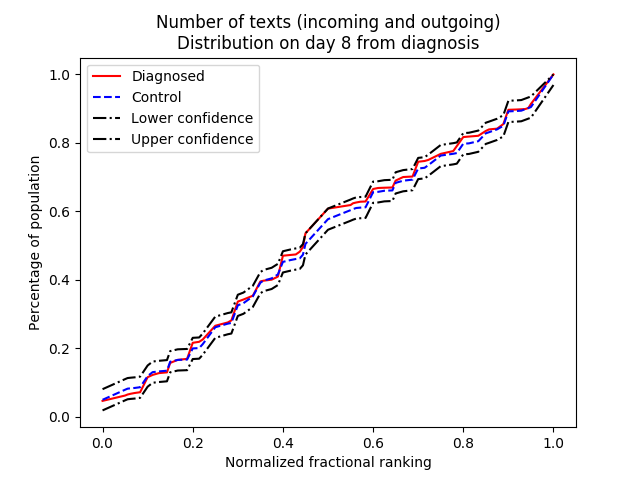 Number of texts (incoming and outgoing)
Distribution on day 8 from diagnosis
Diagnosed
Control
Lower confidence
Upper confidence
Percentage of population
1.0
0.8
0.6
0.4
0.2
0.0
0.0 0.2 0.4 0.6 0.8 1.0
Normalized fractional ranking